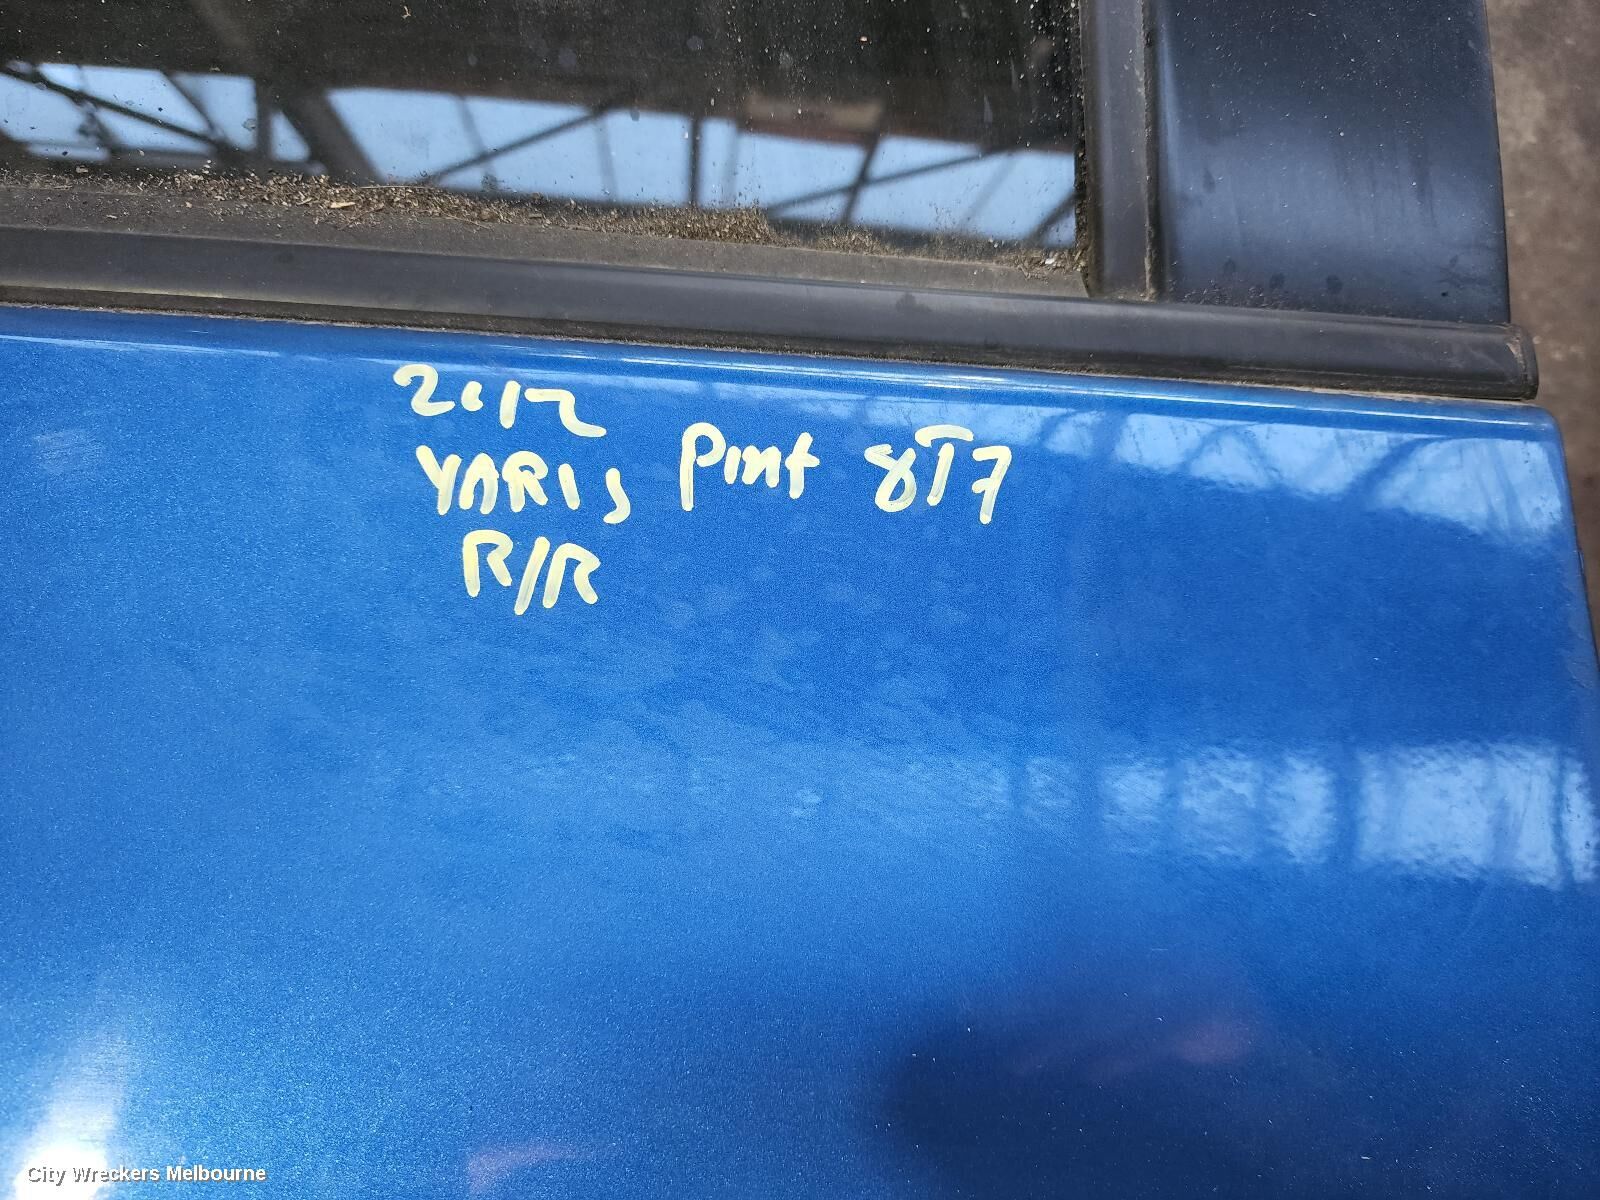 2012
YARIS Pint 8T7
R/R
City Wreckers Melbourne